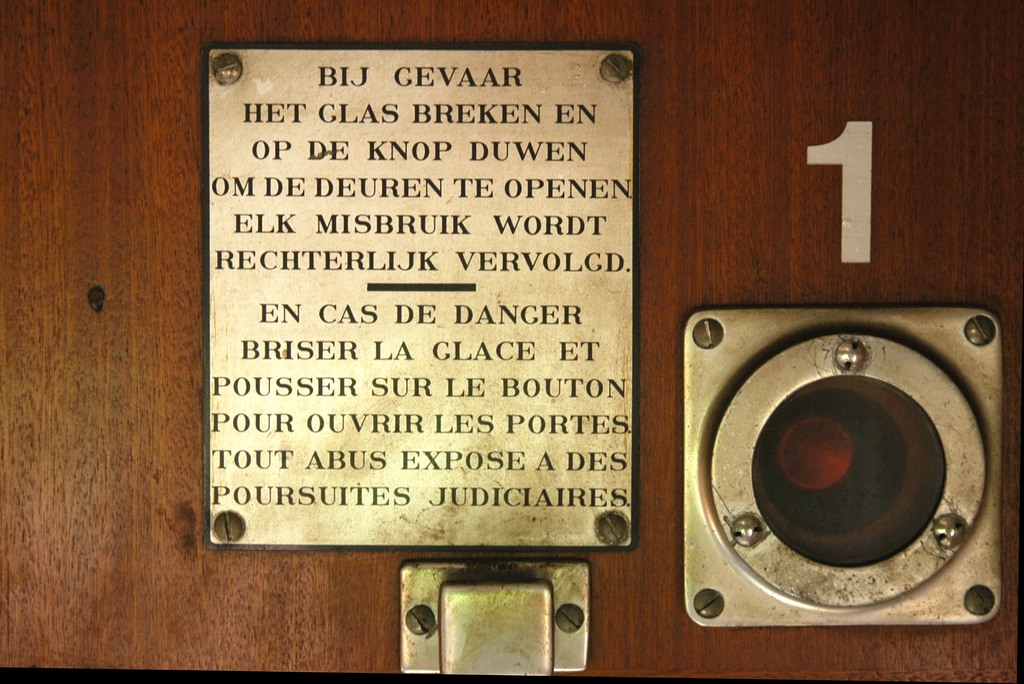 BIJ GEVAAR
HET GLAS BREKEN EN
OP DE KNOP DUWEN
OM DE DEUREN TE OPENEN
ELK MISBRUIK WORDT
RECHTERLIJK VERVOLGD.
EN CAS DE DANGER
BRISER LA GLACE ET
POUSSER SUR LE BOUTON
POUR OUVRIR LES PORTES.
TOUT ABUS EXPOSE A DES
POURSUITES JUDICIAIRES.
1